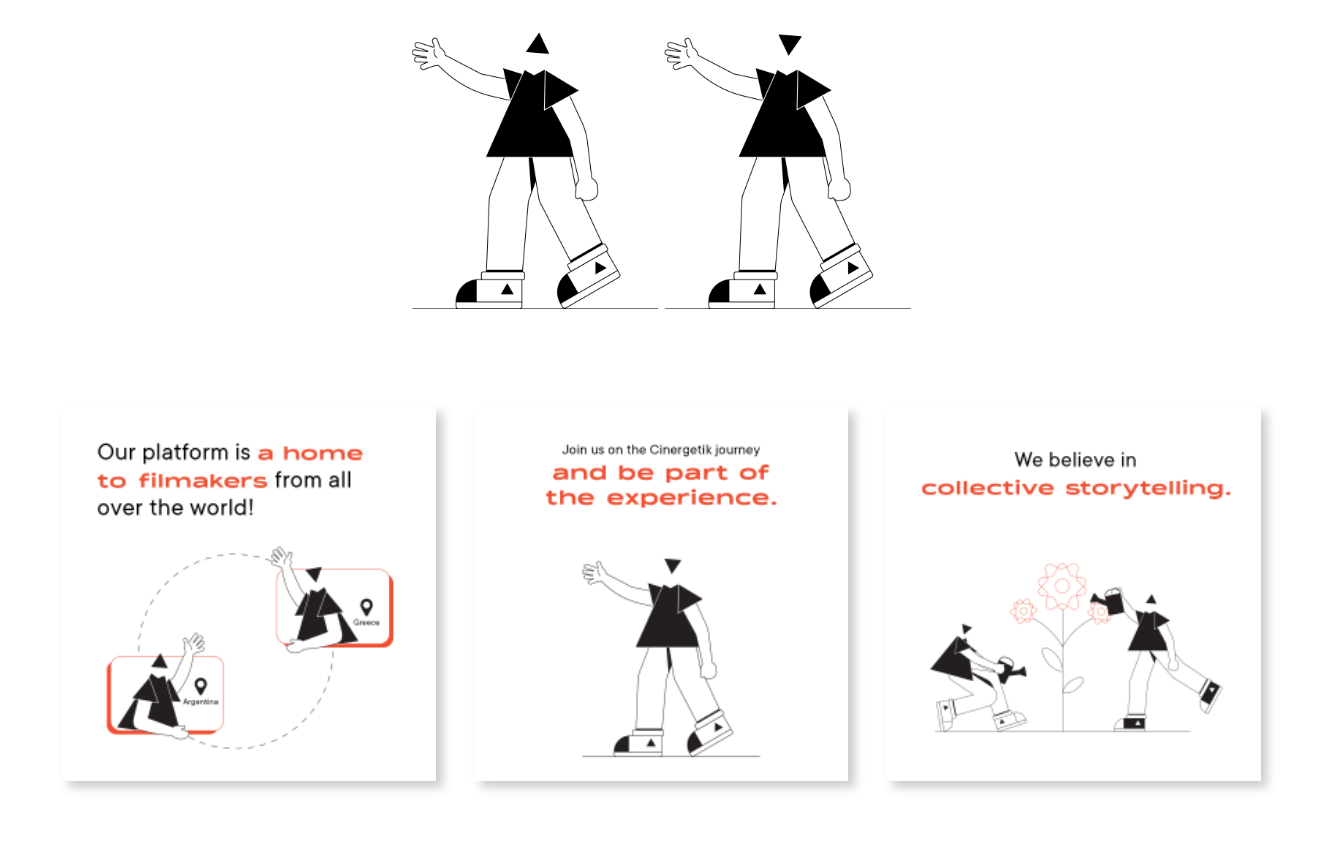 Our platform is a home
to filmakers from all
over the world!
Greece
Argentina
Join us on the Cinergetik journey
and be part of
the experience.
We believe in
collective storytelling.